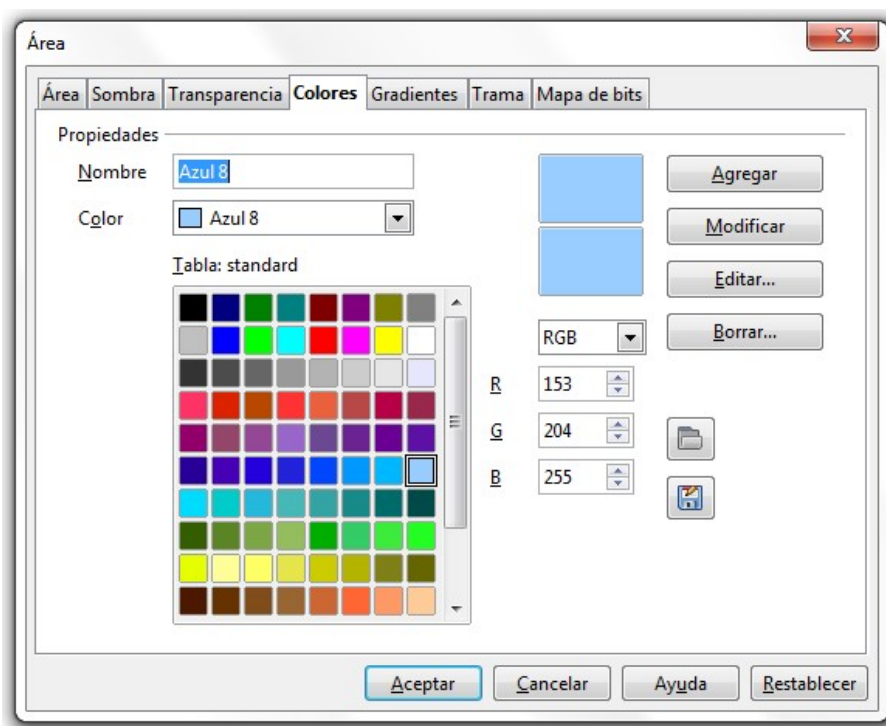 Área
Área Sombra Transparencia Colores Gradientes Trama Mapa de bits
Propiedades
Nombre Azul 8 Agregar
Color Azul 8 Modificar
Tabla: standard Editar...
RGB Borrar...
R 153
G 204
B 255
Aceptar Cancelar Ayuda Restablecer